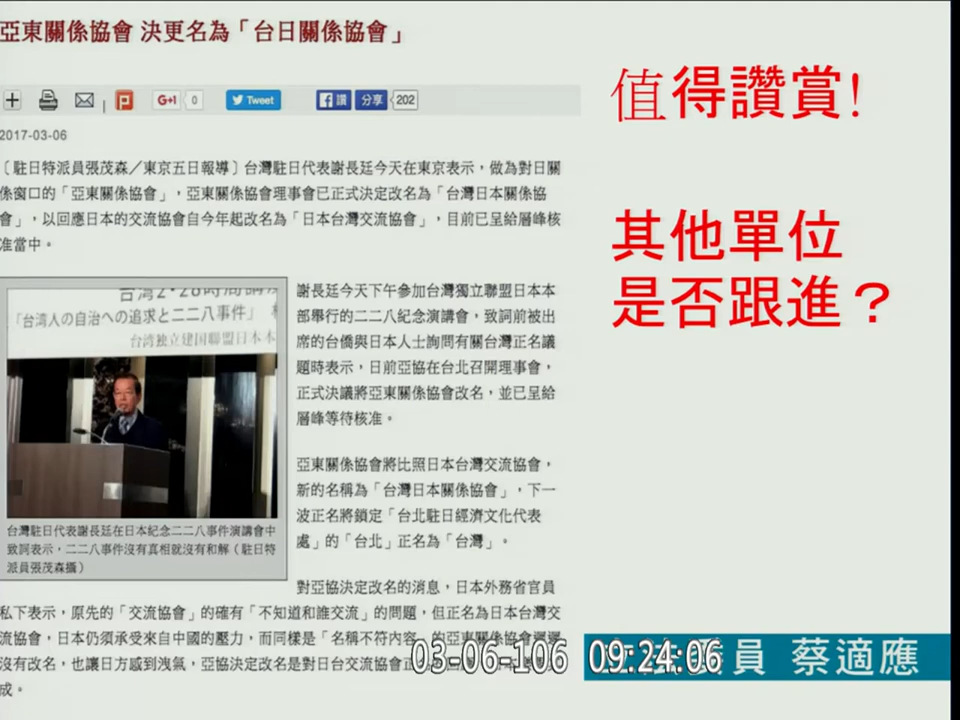 亞東關係協會 決更名為「台日關係協會」
G+1 0 Tweet 讚 分享 202
2017-03-06
〔駐日特派員張茂森／東京五日報導〕台灣駐日代表謝長廷今天在東京表示，做為對日關
係窗口的「亞東關係協會」，亞東關係協會理事會已正式決定改名為「台灣日本關係協
會」，以回應日本的交流協會自今年起改名為「日本台灣交流協會」，目前已呈給層峰核
准當中。
台湾2・28時局講演
「台湾人の自治への追求と二二八事件」
台湾独立建国聯盟日本本
台灣駐日代表謝長廷在日本紀念二二八事件演講會中
致詞表示，二二八事件沒有真相就沒有和解（駐日特
派員張茂森攝）
謝長廷今天下午參加台灣獨立聯盟日本本
部舉行的二二八紀念演講會，致詞前被出
席的台僑與日本人士詢問有關台灣正名議
題時表示，日前亞協在台北召開理事會，
正式決議將亞東關係協會改名，並已呈給
層峰等待核准。
亞東關係協會將比照日本台灣交流協會，
新的名稱為「台灣日本關係協會」，下一
波正名將鎖定「台北駐日經濟文化代表
處」的「台北」正名為「台灣」。
對亞協決定改名的消息，日本外務省官員
私下表示，原先的「交流協會」的確有「不知道和誰交流」的問題，但正名為日本台灣交
流協會，日本仍須承受來自中國的壓力，而同樣是「名稱不符內容」的亞東關係協會遲遲
沒有改名，也讓日方感到洩氣，亞協決定改名是對日台交流協會正
成。
值得讚賞!
其他單位
是否跟進？
03-06-106 09:24:06
員 蔡適應